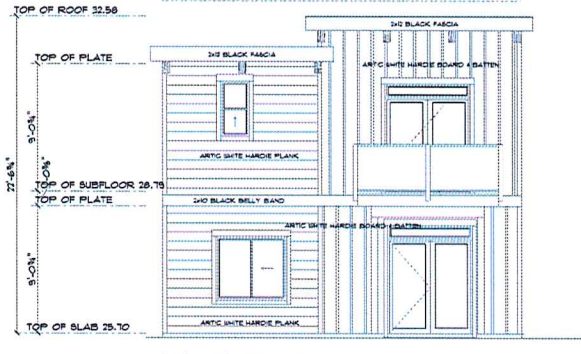 TOP OF ROOF 32.58
2x12 BLACK FASCIA
TOP OF PLATE
2x12 BLACK FASCIA
ARTIC WHITE HARDIE BOARD & BATTEN
9'-0¾"
22'-6¾"
ARTIC WHITE HARDIE PLANK
TOP OF SUBFLOOR
TOP OF PLATE
2x10 BLACK BELLY BAND
ARTIC WHITE HARDIE BOARD & BATTEN
9'-0¾"
TOP OF SLAB 25.70
ARTIC WHITE HARDIE PLANK